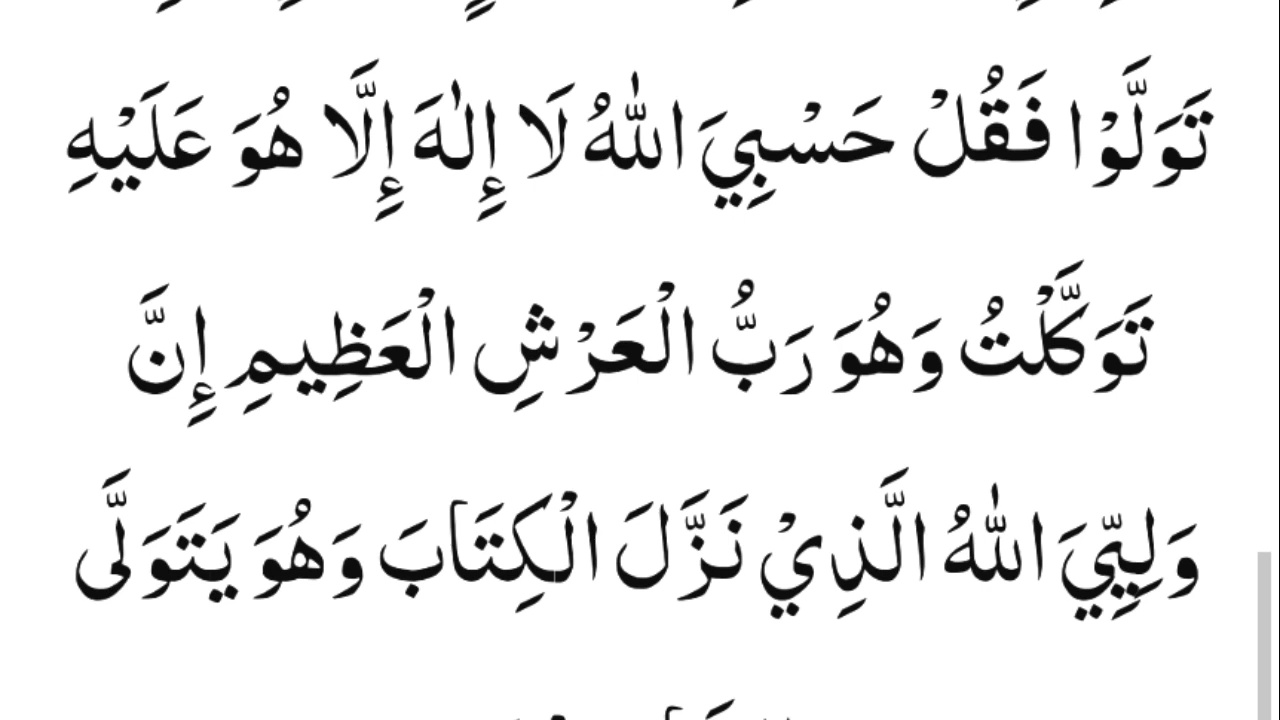 تَوَلَّوْا فَقُلْ حَسْبِيَ اللّٰهُ لَا إِلٰهَ إِلَّا هُوَ عَلَيْهِ
تَوَكَّلْتُ وَهُوَ رَبُّ الْعَرْشِ الْعَظِيمِ إِنَّ
وَلِيِّيَ اللّٰهُ الَّذِيْ نَزَّلَ الْكِتَابَ وَهُوَ يَتَوَلَّى